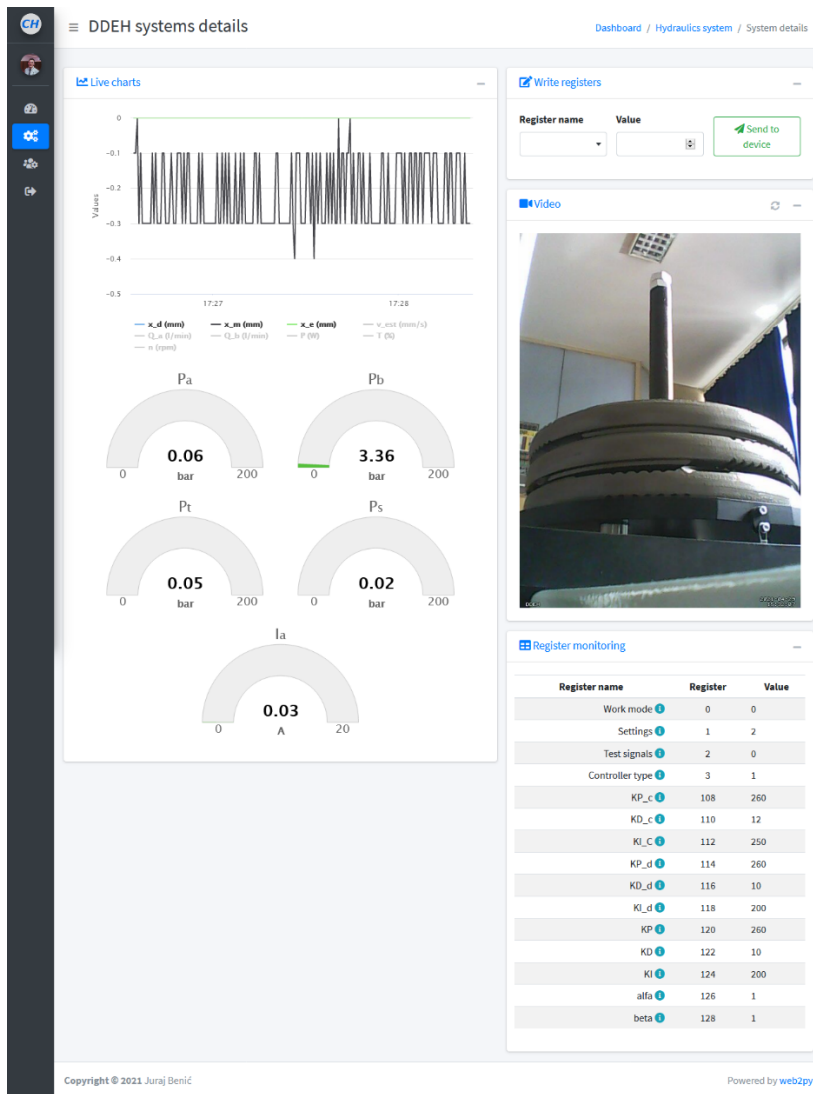 CH
DDEH systems details
Dashboard / Hydraulics system / System details
Live charts
0
−0.1
−0.2
−0.3
−0.4
−0.5
Values
17:27 17:28
x_d (mm) x_m (mm) x_e (mm) v_est (mm/s)
Q_a (l/min) Q_b (l/min) P (W) T (%)
n (rpm)
Pa
0.06
bar
0 200
Pb
3.36
bar
0 200
Pt
0.05
bar
0 200
Ps
0.02
bar
0 200
Ia
0.03
A
0 20
Write registers
Register name Value
Send to
device
Video
DDEH
Register monitoring
Register name Register Value
Work mode 0 0
Settings 1 2
Test signals 2 0
Controller type 3 1
KP_c 108 260
KD_c 110 12
KI_C 112 250
KP_d 114 260
KD_d 116 10
KI_d 118 200
KP 120 260
KD 122 10
KI 124 200
alfa 126 1
beta 128 1
Copyright © 2021 Juraj Benić
Powered by web2py